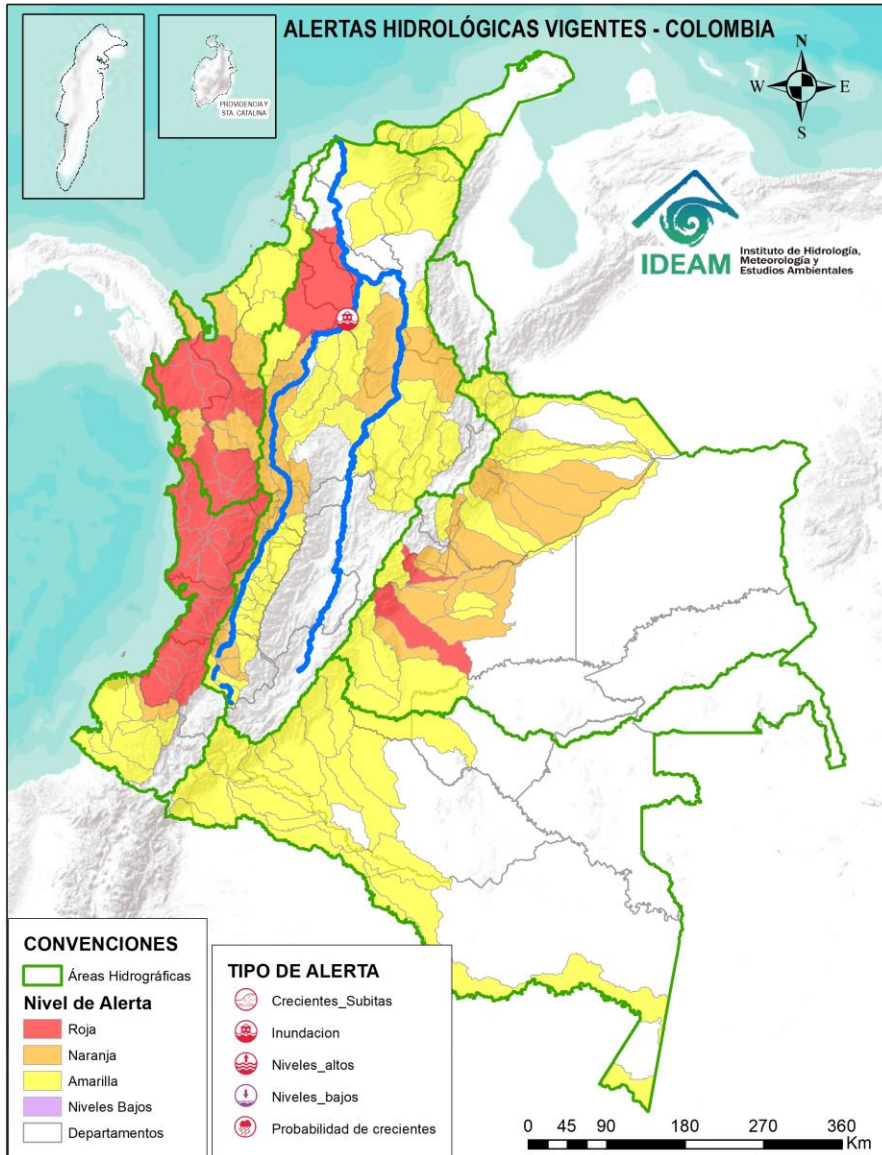 ALERTAS HIDROLÓGICAS VIGENTES - COLOMBIA
PROVIDENCIA Y
STA. CATALINA
N
W
E
S
IDEAM
Instituto de Hidrología,
Meteorología y
Estudios Ambientales
CONVENCIONES
Áreas Hidrográficas
Nivel de Alerta
Roja
Naranja
Amarilla
Niveles Bajos
Departamentos
TIPO DE ALERTA
Crecientes_Subitas
Inundacion
Niveles_altos
Niveles_bajos
Probabilidad de crecientes
0 45 90 180 270 360
Km